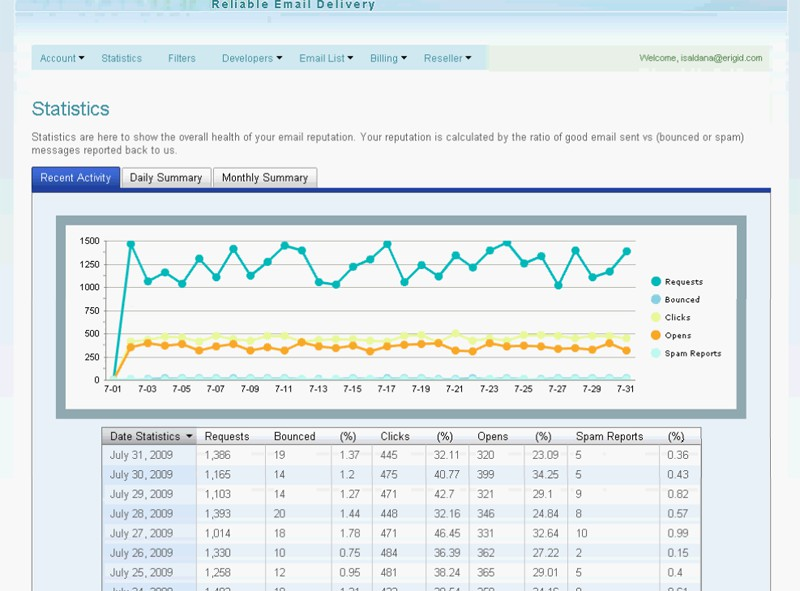 Reliable Email Delivery
Account Statistics Filters Developers Email List Billing Reseller Welcome, isaldana@erigid.com
Statistics
Statistics are here to show the overall health of your email reputation. Your reputation is calculated by the ratio of good email sent vs (bounced or spam)
messages reported back to us.
Recent Activity Daily Summary Monthly Summary
1500
1250
1000
750
500
250
0
7-01 7-03 7-05 7-07 7-09 7-11 7-13 7-15 7-17 7-19 7-21 7-23 7-25 7-27 7-29 7-31
Requests
Bounced
Clicks
Opens
Spam Reports
Date Statistics Requests Bounced (%) Clicks (%) Opens (%) Spam Reports (%)
July 31, 2009 1,386 19 1.37 445 32.11 320 23.09 5 0.36
July 30, 2009 1,165 14 1.2 475 40.77 399 34.25 5 0.43
July 29, 2009 1,103 14 1.27 471 42.7 321 29.1 9 0.82
July 28, 2009 1,393 20 1.44 448 32.16 346 24.84 8 0.57
July 27, 2009 1,014 18 1.78 471 46.45 331 32.64 10 0.99
July 26, 2009 1,330 10 0.75 484 36.39 362 27.22 2 0.15
July 25, 2009 1,258 12 0.95 481 38.24 365 29.01 5 0.4